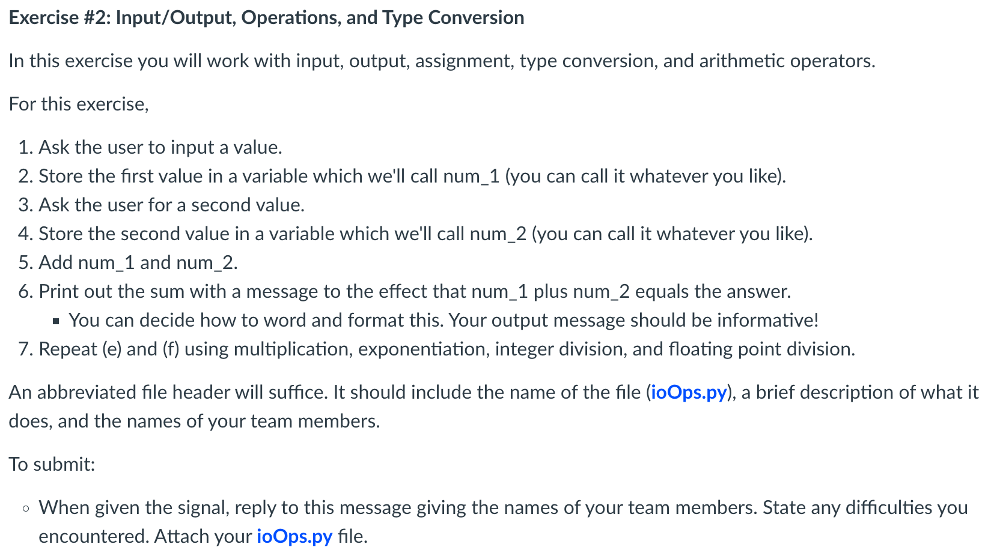 Exercise #2: Input/Output, Operations, and Type Conversion
In this exercise you will work with input, output, assignment, type conversion, and arithmetic operators.
For this exercise,
1. Ask the user to input a value.
2. Store the first value in a variable which we'll call num_1 (you can call it whatever you like).
3. Ask the user for a second value.
4. Store the second value in a variable which we'll call num_2 (you can call it whatever you like).
5. Add num_1 and num_2.
6. Print out the sum with a message to the effect that num_1 plus num_2 equals the answer.
▪ You can decide how to word and format this. Your output message should be informative!
7. Repeat (e) and (f) using multiplication, exponentiation, integer division, and floating point division.
An abbreviated file header will suffice. It should include the name of the file (ioOps.py), a brief description of what it
does, and the names of your team members.
To submit:
◦ When given the signal, reply to this message giving the names of your team members. State any difficulties you
encountered. Attach your ioOps.py file.